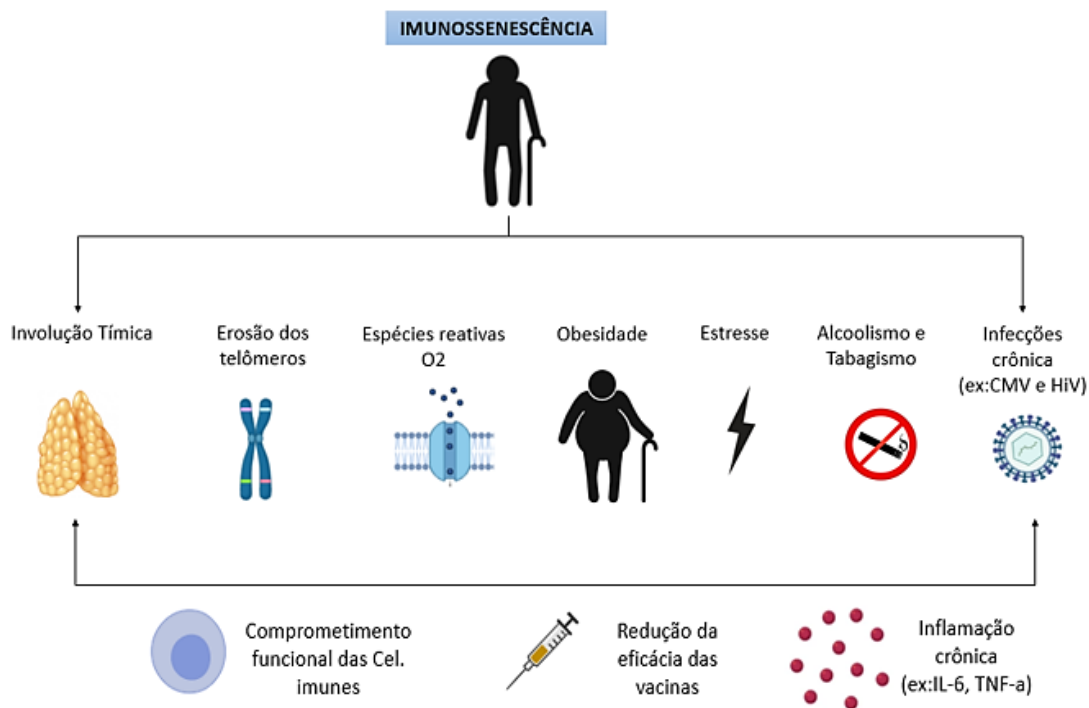 IMUNOSSENESCÊNCIA
Involução Tímica
Erosão dos
telômeros
Espécies reativas
O2
Obesidade
Estresse
Alcoolismo e
Tabagismo
Infecções
crônica
(ex:CMV e HiV)
Comprometimento
funcional das Cel.
imunes
Redução da
eficácia das
vacinas
Inflamação
crônica
(ex:IL-6, TNF-a)